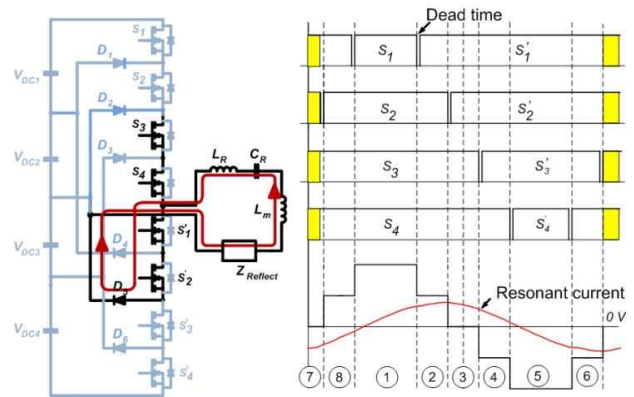 S1
D1
VDC1
S2
D2
S3
VDC2
D3
S4
LR
CR
Lm
S'1
ZReflect
D4
VDC3
S'2
D5
S'3
VDC4
D6
S'4
Dead time
S1
S'1
S2
S'2
S3
S'3
S4
S'4
Resonant current
0 V
7
8
1
2
3
4
5
6